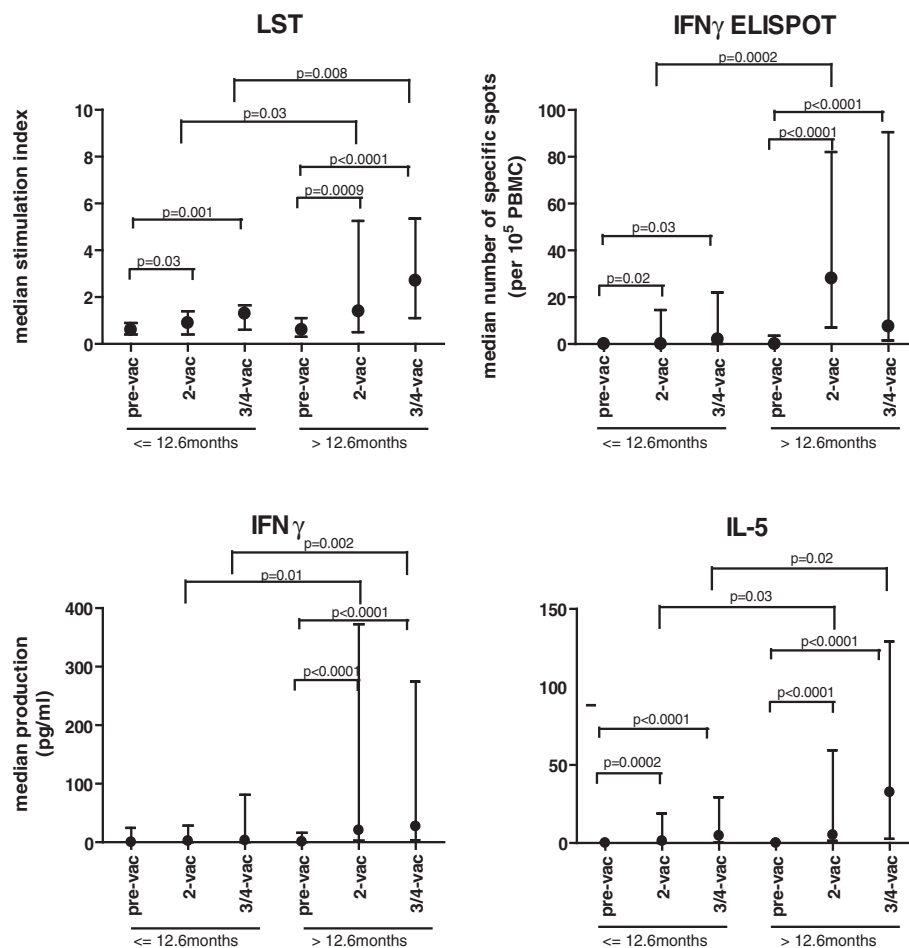 LST
median stimulation index
10
8
6
4
2
0
p=0.008
p=0.03
p<0.0001
p=0.0009
p=0.001
p=0.03
pre-vac
2-vac
3/4-vac
pre-vac
2-vac
3/4-vac
<= 12.6months
> 12.6months
IFNγ ELISPOT
median number of specific spots
(per 10⁵ PBMC)
100
80
60
40
20
0
p=0.0002
p<0.0001
p<0.0001
p=0.03
p=0.02
pre-vac
2-vac
3/4-vac
pre-vac
2-vac
3/4-vac
<= 12.6months
> 12.6months
IFNγ
median production
(pg/ml)
400
300
200
100
0
p=0.002
p=0.01
p<0.0001
p<0.0001
pre-vac
2-vac
3/4-vac
pre-vac
2-vac
3/4-vac
<= 12.6months
> 12.6months
IL-5
150
100
50
0
p=0.02
p=0.03
p<0.0001
p<0.0001
p<0.0001
p=0.0002
pre-vac
2-vac
3/4-vac
pre-vac
2-vac
3/4-vac
<= 12.6months
> 12.6months